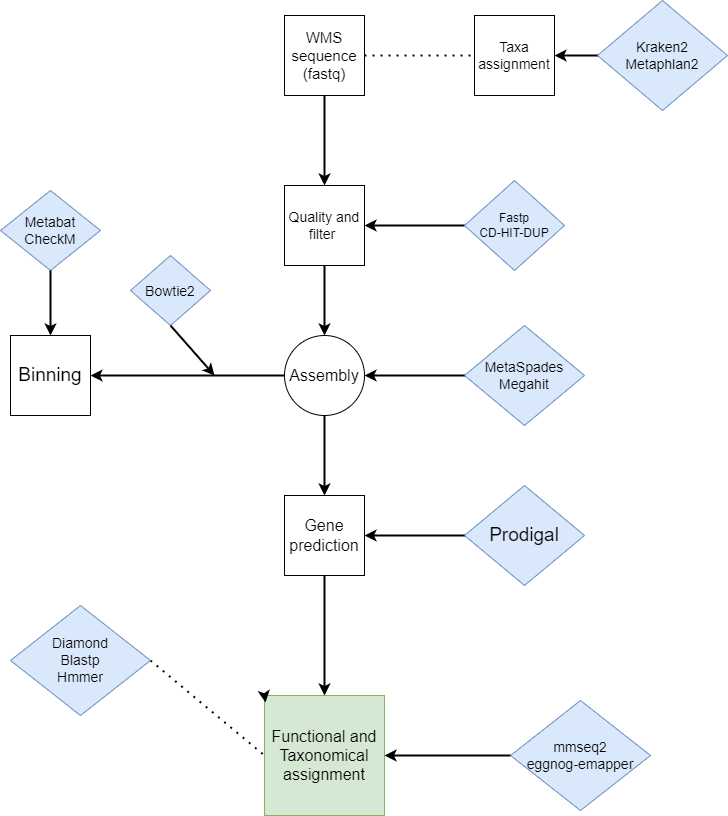 WMS
sequence
(fastq)
Taxa
assignment
Kraken2
Metaphlan2
Quality and
filter
Fastp
CD-HIT-DUP
Metabat
CheckM
Bowtie2
Binning
Assembly
MetaSpades
Megahit
Gene
prediction
Prodigal
Diamond
Blastp
Hmmer
Functional and
Taxonomical
assignment
mmseq2
eggnog-emapper